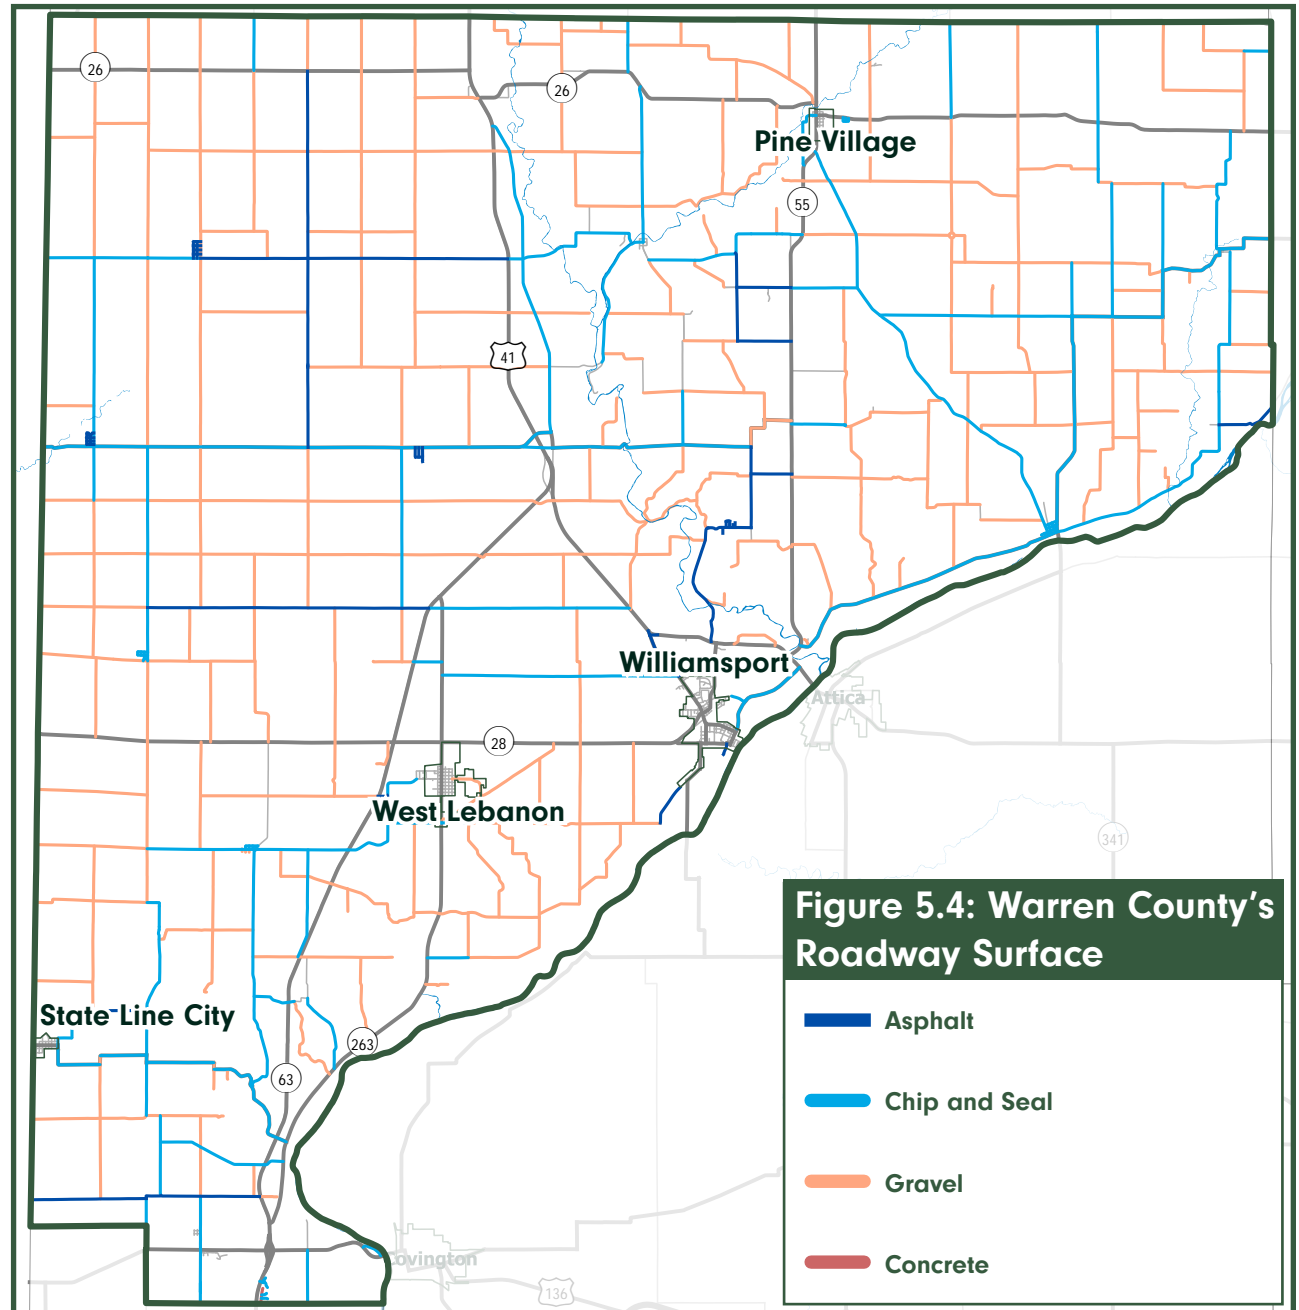 26
26
Pine Village
55
41
Williamsport
Attica
28
West Lebanon
341
Figure 5.4: Warren County's
Roadway Surface
State Line City
Asphalt
263
63
Chip and Seal
Gravel
Covington
Concrete
136